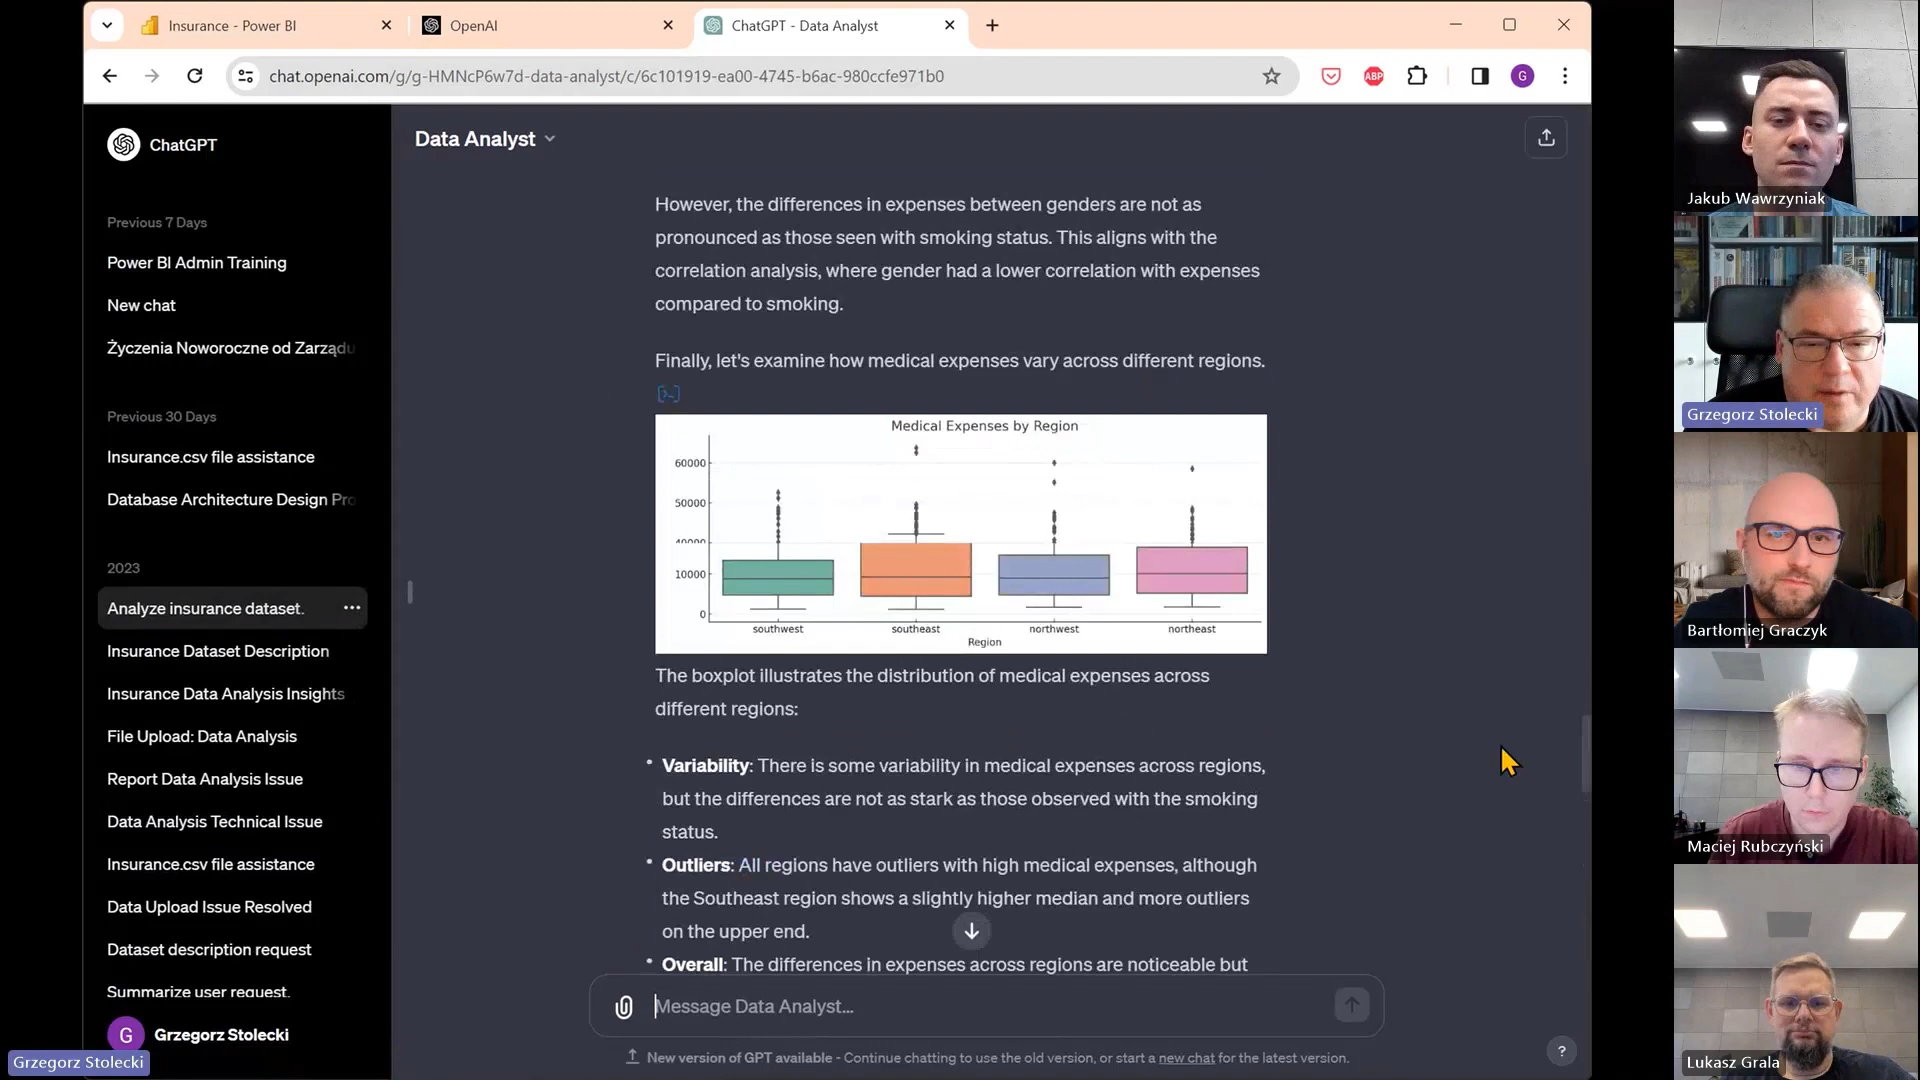 Insurance - Power BI
OpenAI
ChatGPT - Data Analyst
chat.openai.com/g/g-HMNcP6w7d-data-analyst/c/6c101919-ea00-4745-b6ac-980ccfe971b0
ABP
G
ChatGPT
Previous 7 Days
Power BI Admin Training
New chat
Życzenia Noworoczne od Zarządu
Previous 30 Days
Insurance.csv file assistance
Database Architecture Design Pro
2023
Analyze insurance dataset.
Insurance Dataset Description
Insurance Data Analysis Insights
File Upload: Data Analysis
Report Data Analysis Issue
Data Analysis Technical Issue
Insurance.csv file assistance
Data Upload Issue Resolved
Dataset description request
Summarize user request.
G
Grzegorz Stolecki
Grzegorz Stolecki
Data Analyst
However, the differences in expenses between genders are not as
pronounced as those seen with smoking status. This aligns with the
correlation analysis, where gender had a lower correlation with expenses
compared to smoking.
Finally, let's examine how medical expenses vary across different regions.
Medical Expenses by Region
60000
50000
40000
10000
0
southwest
southeast
northwest
northeast
Region
The boxplot illustrates the distribution of medical expenses across
different regions:
• Variability: There is some variability in medical expenses across regions,
but the differences are not as stark as those observed with the smoking
status.
• Outliers: All regions have outliers with high medical expenses, although
the Southeast region shows a slightly higher median and more outliers
on the upper end.
• Overall: The differences in expenses across regions are noticeable but
Message Data Analyst...
New version of GPT available - Continue chatting to use the old version, or start a new chat for the latest version.
?
Jakub Wawrzyniak
Grzegorz Stolecki
Bartłomiej Graczyk
Maciej Rubczyński
Lukasz Grala